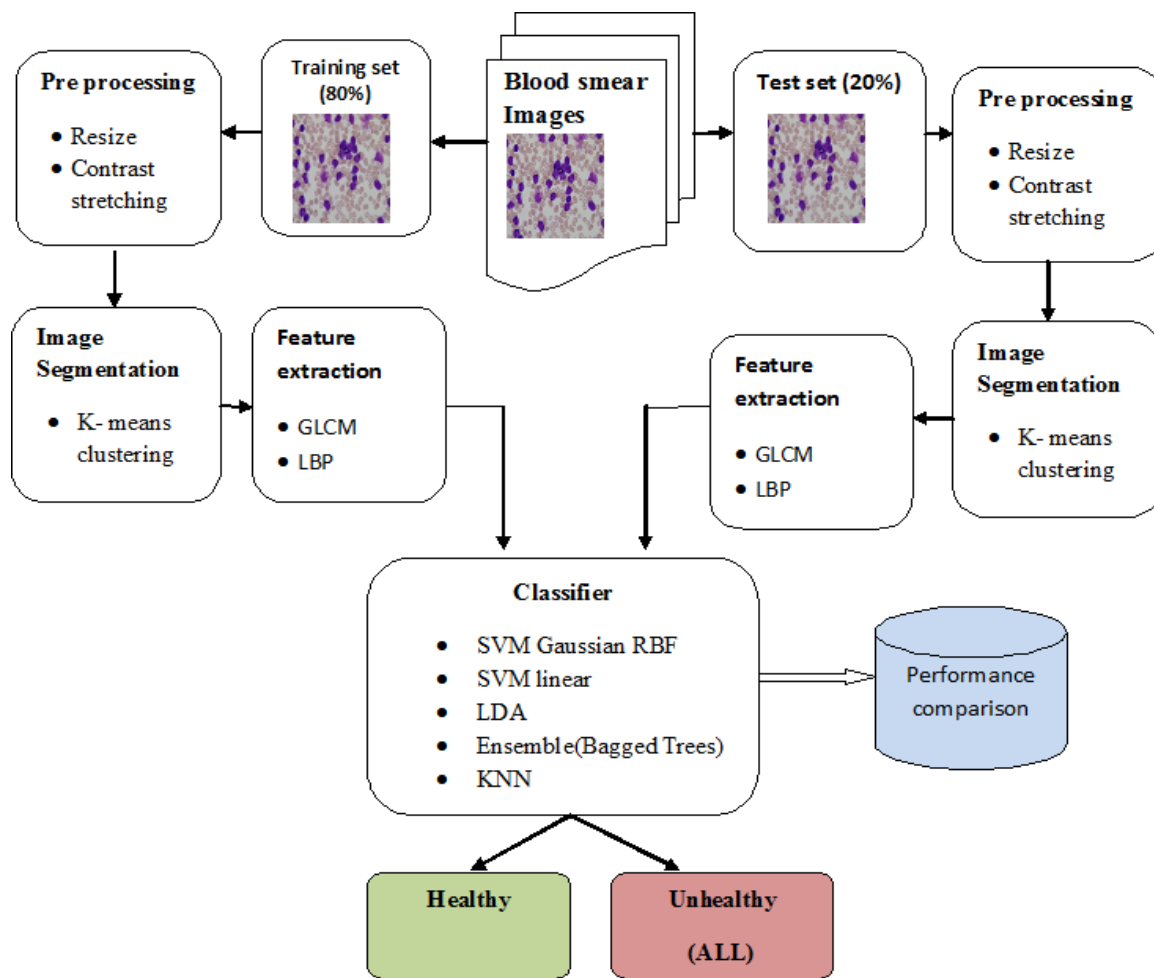 Pre processing
• Resize
• Contrast
stretching
Training set
(80%)
Blood smear
Images
Test set (20%)
Pre processing
• Resize
• Contrast
stretching
Image
Segmentation
• K- means
clustering
Feature
extraction
• GLCM
• LBP
Feature
extraction
• GLCM
• LBP
Image
Segmentation
• K- means
clustering
Classifier
• SVM Gaussian RBF
• SVM linear
• LDA
• Ensemble(Bagged Trees)
• KNN
Performance
comparison
Healthy
Unhealthy
(ALL)